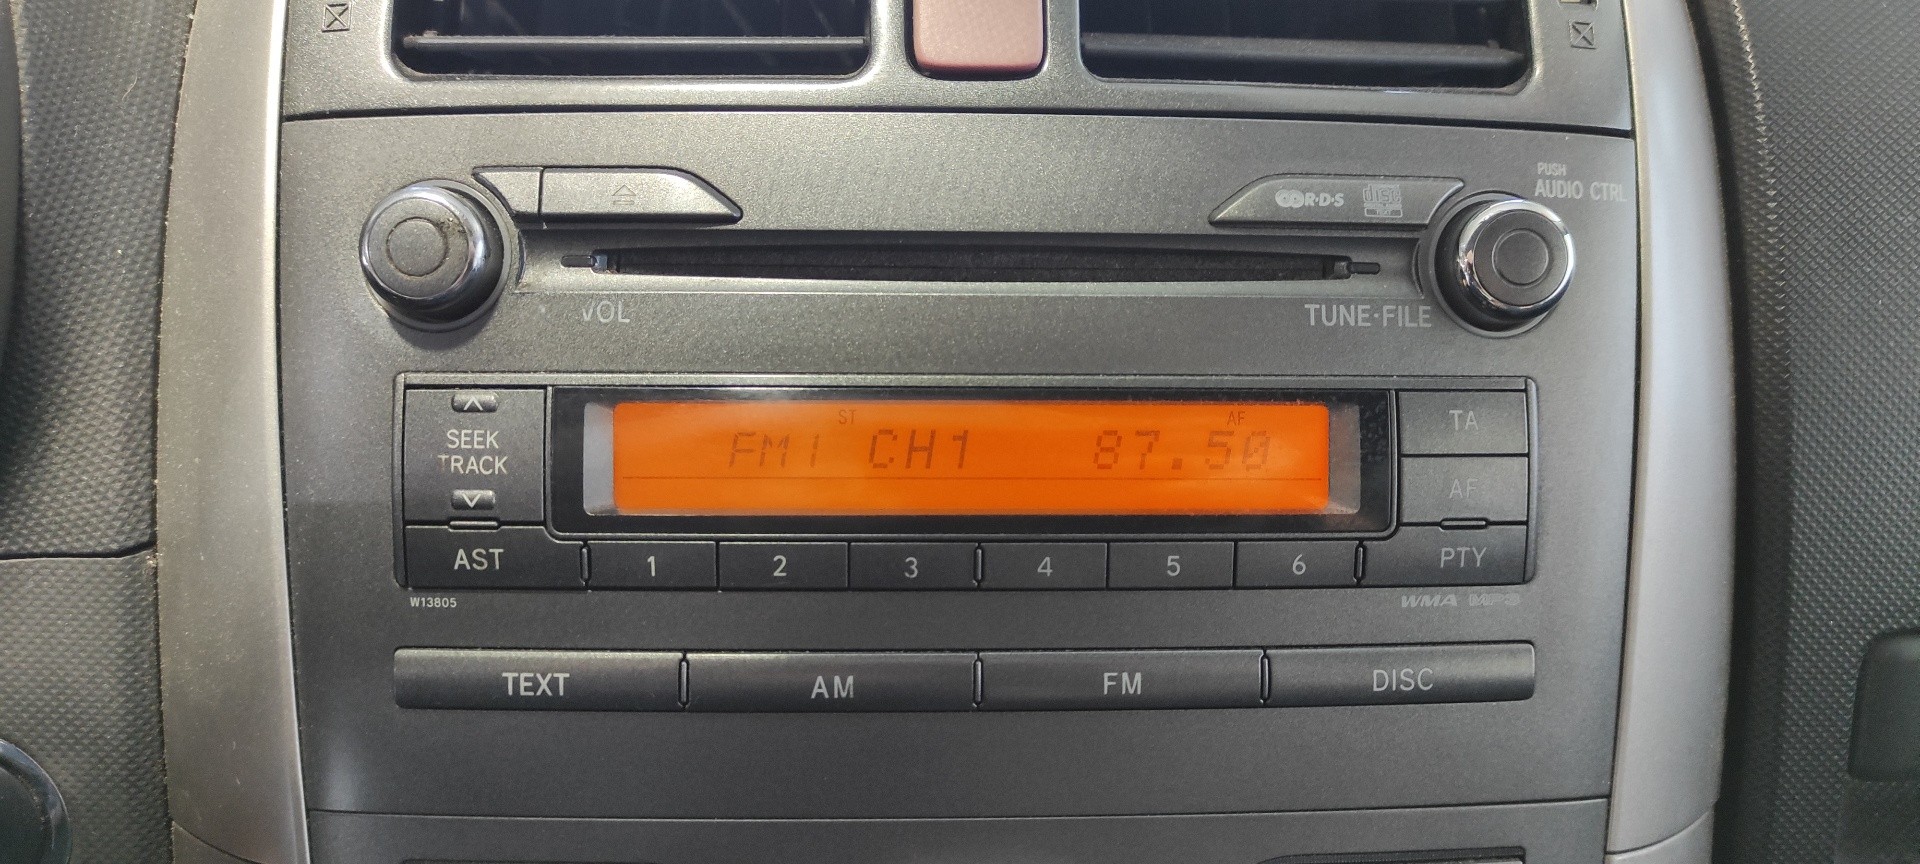 PUSH
AUDIO CTRL
R·D·S
disc
TEXT
VOL
TUNE·FILE
SEEK
TRACK
ST
AF
FM1 CH1 87.50
TA
AF
AST
1
2
3
4
5
6
PTY
W13805
WMA MP3
TEXT
AM
FM
DISC